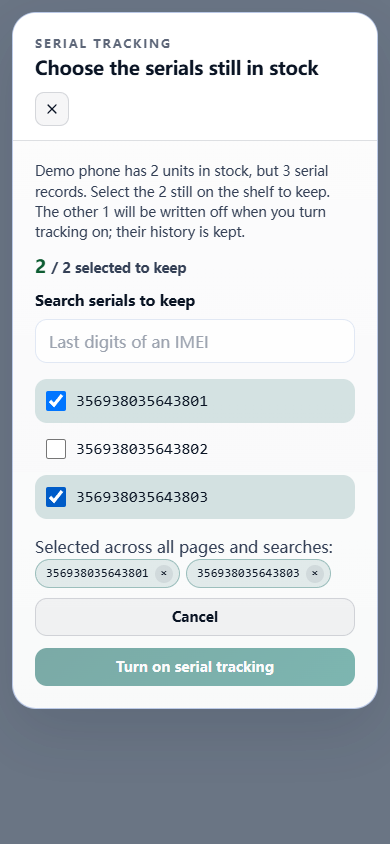 SERIAL TRACKING
Choose the serials still in stock
×
Demo phone has 2 units in stock, but 3 serial
records. Select the 2 still on the shelf to keep.
The other 1 will be written off when you turn
tracking on; their history is kept.
2 / 2 selected to keep
Search serials to keep
Last digits of an IMEI
356938035643801
356938035643802
356938035643803
Selected across all pages and searches:
356938035643801 × 356938035643803 ×
Cancel
Turn on serial tracking